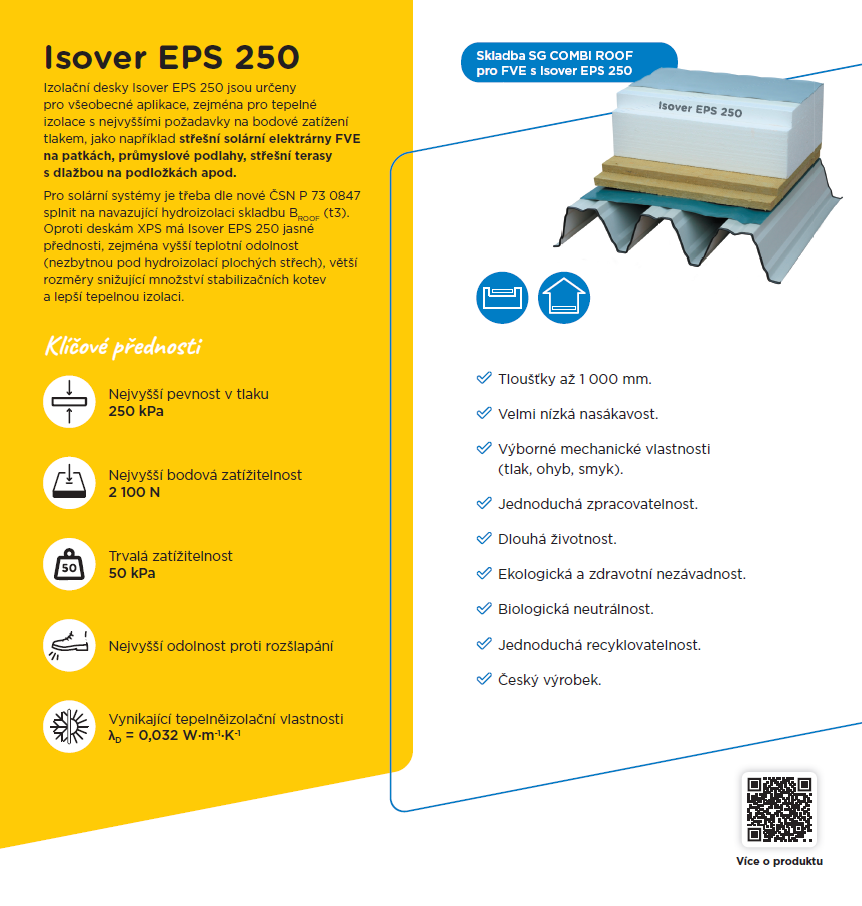 Isover EPS 250
Izolační desky Isover EPS 250 jsou určeny
pro všeobecné aplikace, zejména pro tepelné
izolace s nejvyššími požadavky na bodové zatížení
tlakem, jako například střešní solární elektrárny FVE
na patkách, průmyslové podlahy, střešní terasy
s dlažbou na podložkách apod.
Pro solární systémy je třeba dle nové ČSN P 73 0847
splnit na navazující hydroizolaci skladbu B_ROOF (t3).
Oproti deskám XPS má Isover EPS 250 jasné
přednosti, zejména vyšší teplotní odolnost
(nezbytnou pod hydroizolací plochých střech), větší
rozměry snižující množství stabilizačních kotev
a lepší tepelnou izolaci.
Klíčové přednosti
Nejvyšší pevnost v tlaku
250 kPa
Nejvyšší bodová zatížitelnost
2 100 N
50
Trvalá zatížitelnost
50 kPa
Nejvyšší odolnost proti rozšlapání
Vynikající tepelněizolační vlastnosti
λ_D = 0,032 W·m⁻¹·K⁻¹
Skladba SG COMBI ROOF
pro FVE s Isover EPS 250
Isover EPS 250
Tloušťky až 1 000 mm.
Velmi nízká nasákavost.
Výborné mechanické vlastnosti
(tlak, ohyb, smyk).
Jednoduchá zpracovatelnost.
Dlouhá životnost.
Ekologická a zdravotní nezávadnost.
Biologická neutrálnost.
Jednoduchá recyklovatelnost.
Český výrobek.
Více o produktu